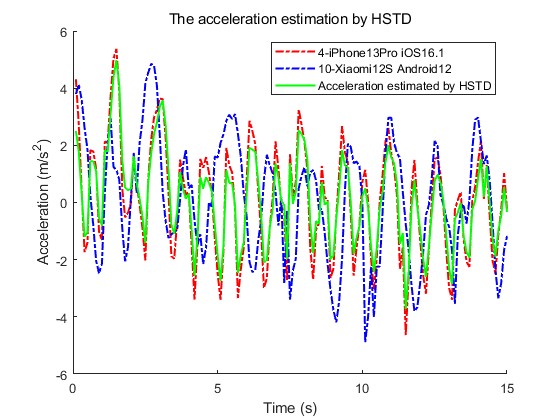 The acceleration estimation by HSTD
4-iPhone13Pro iOS16.1
10-Xiaomi12S Android12
Acceleration estimated by HSTD
Acceleration (m/s²)
6
4
2
0
-2
-4
-6
0
5
10
15
Time (s)